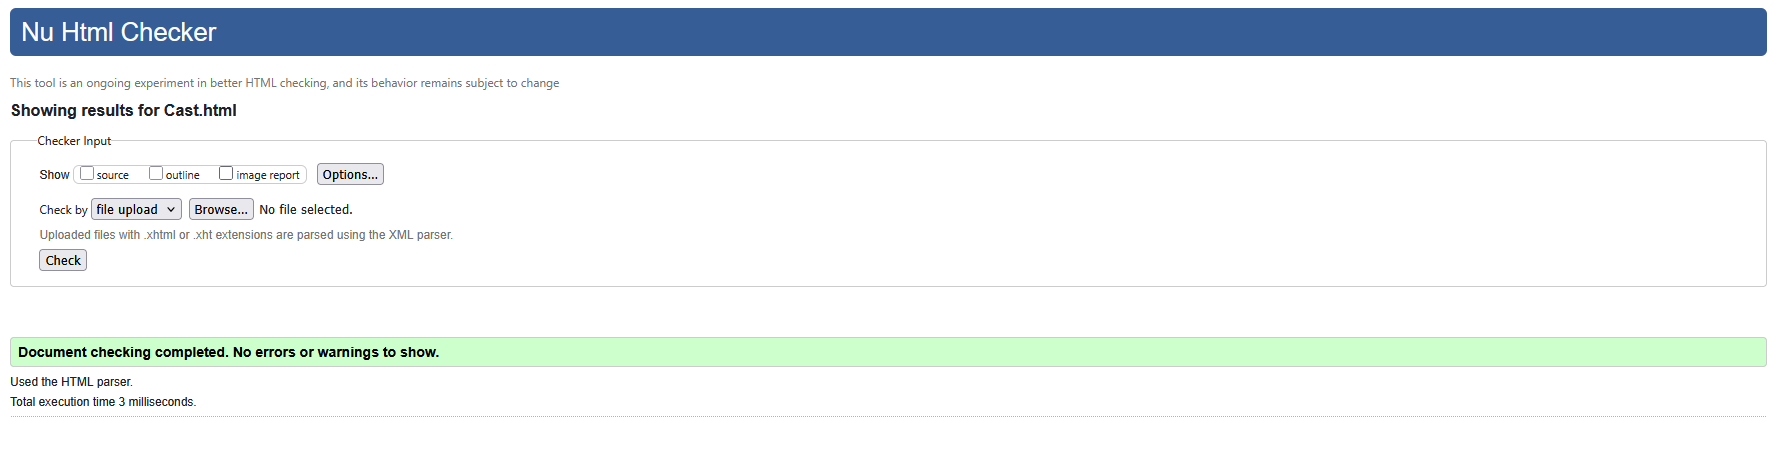 Nu Html Checker
This tool is an ongoing experiment in better HTML checking, and its behavior remains subject to change
Showing results for Cast.html
Checker Input
Show source outline image report Options...
Check by file upload Browse... No file selected.
Uploaded files with .xhtml or .xht extensions are parsed using the XML parser.
Check
Document checking completed. No errors or warnings to show.
Used the HTML parser.
Total execution time 3 milliseconds.